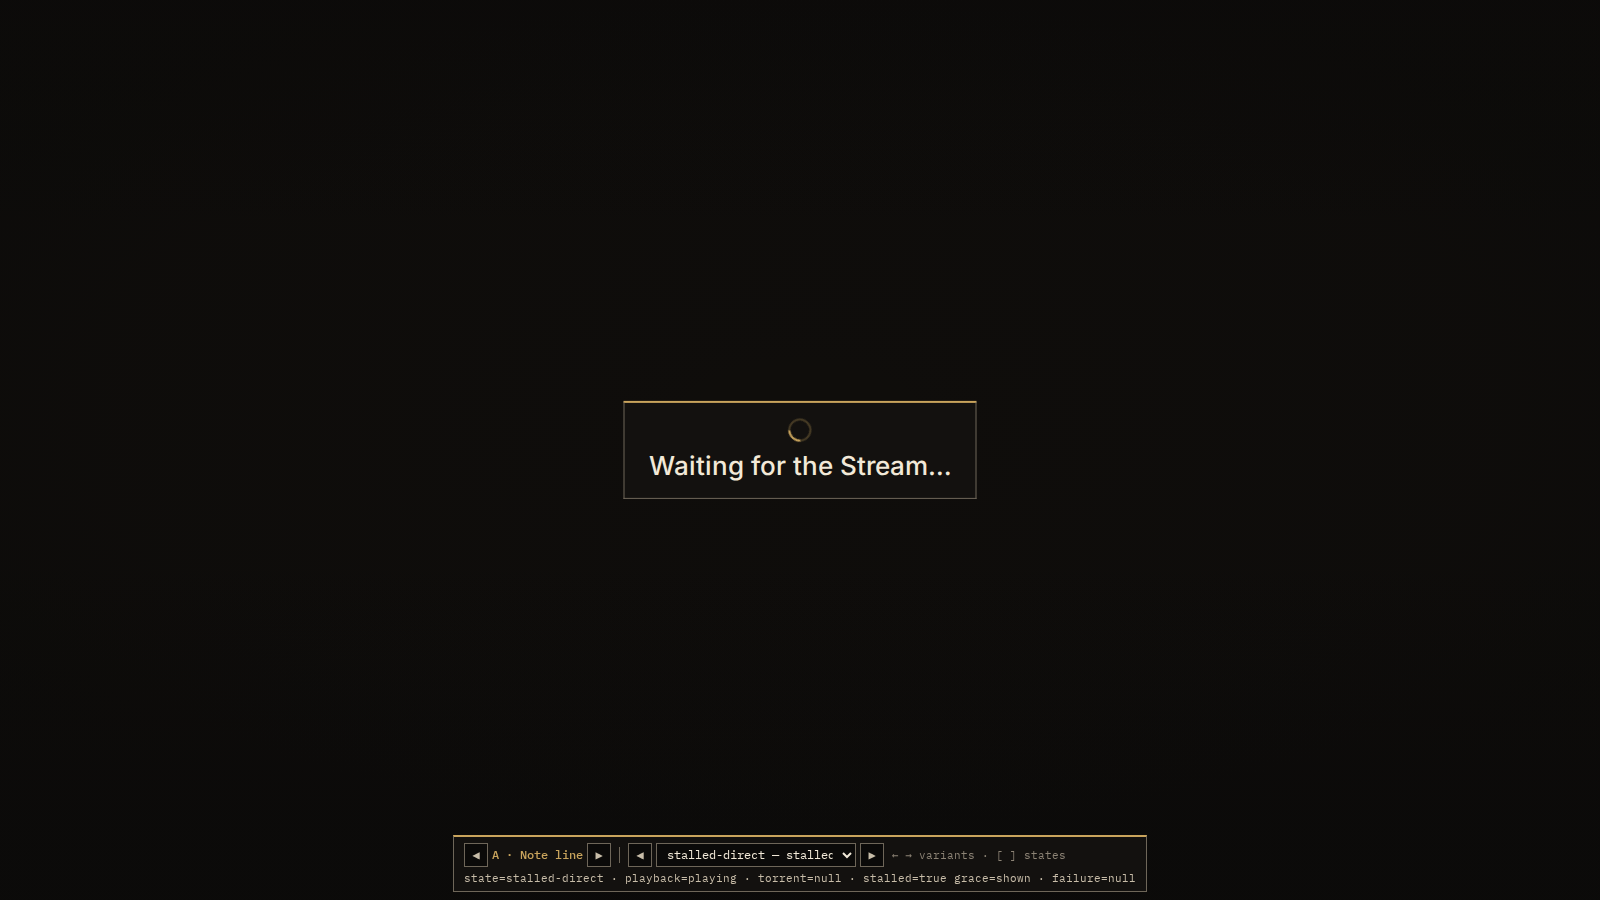 Waiting for the Stream...
◀ A · Note line ▶ | ◀ stalled-direct — stalled ▶ ← → variants · [ ] states
state=stalled-direct · playback=playing · torrent=null · stalled=true grace=shown · failure=null